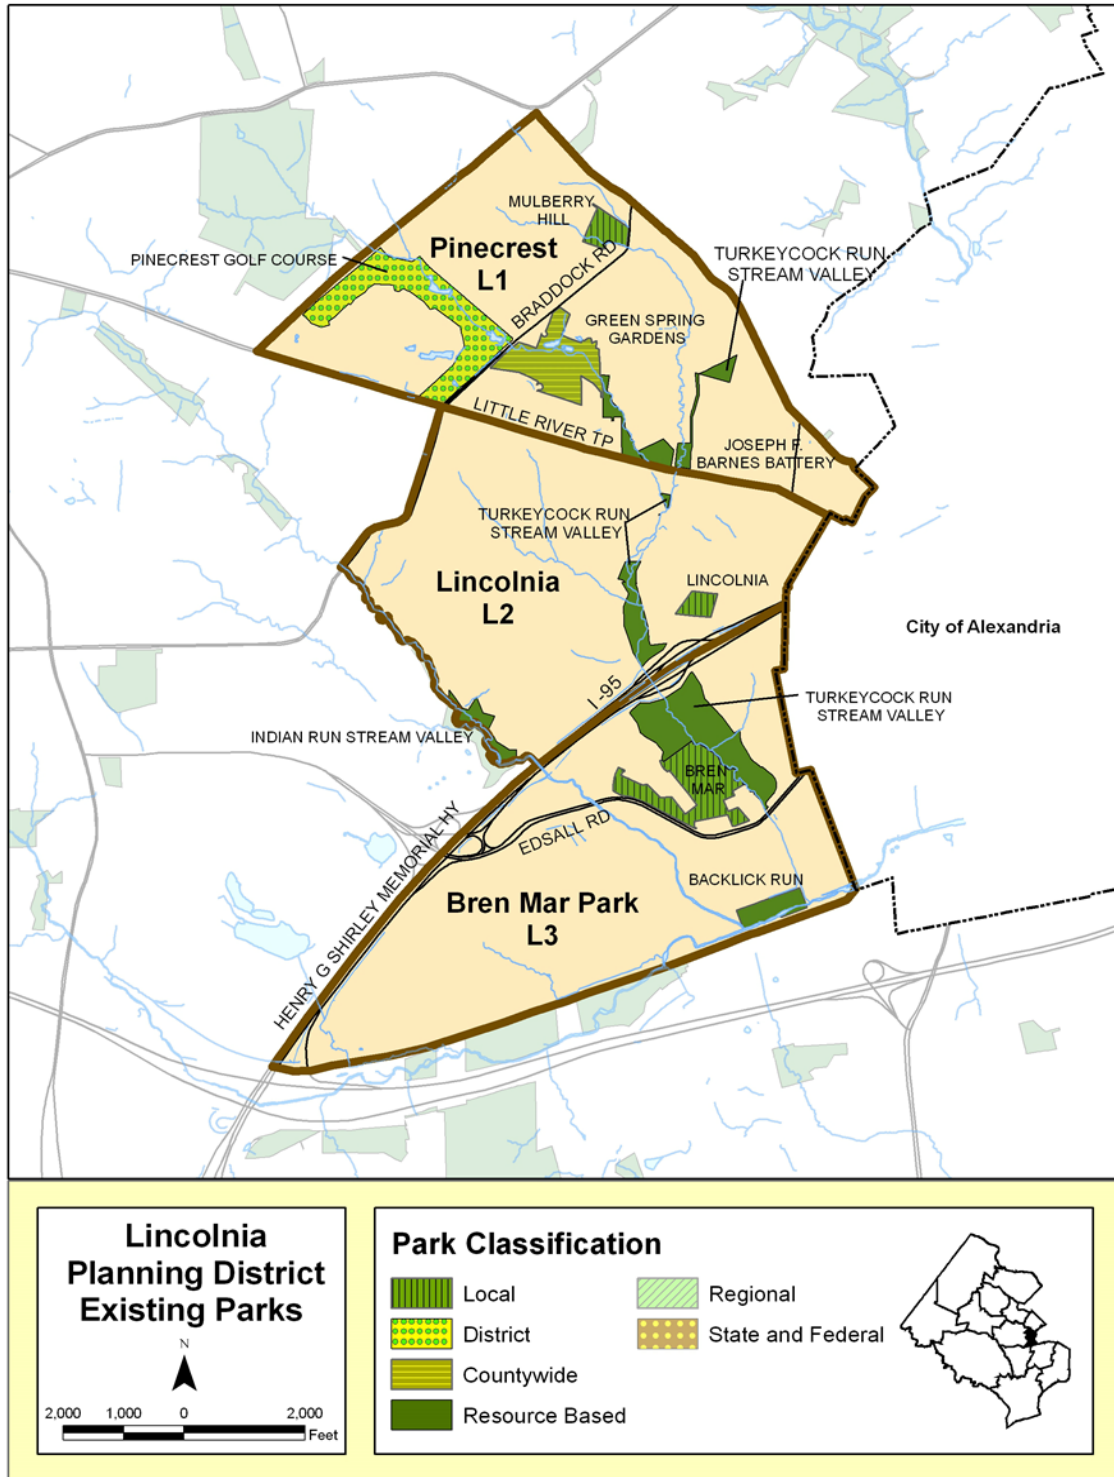 MULBERRY
HILL
Pinecrest
L1
PINECREST GOLF COURSE
BRADDOCK RD
TURKEYCOCK RUN
STREAM VALLEY
GREEN SPRING
GARDENS
LITTLE RIVER TP
JOSEPH F.
BARNES BATTERY
TURKEYCOCK RUN
STREAM VALLEY
Lincolnia
L2
LINCOLNIA
City of Alexandria
I -95
TURKEYCOCK RUN
STREAM VALLEY
INDIAN RUN STREAM VALLEY
BREN
MAR
EDSALL RD
HENRY G SHIRLEY MEMORIAL HY
BACKLICK RUN
Bren Mar Park
L3
Lincolnia
Planning District
Existing Parks
N
2,000 1,000 0 2,000
Feet
Park Classification
Local
District
Countywide
Resource Based
Regional
State and Federal